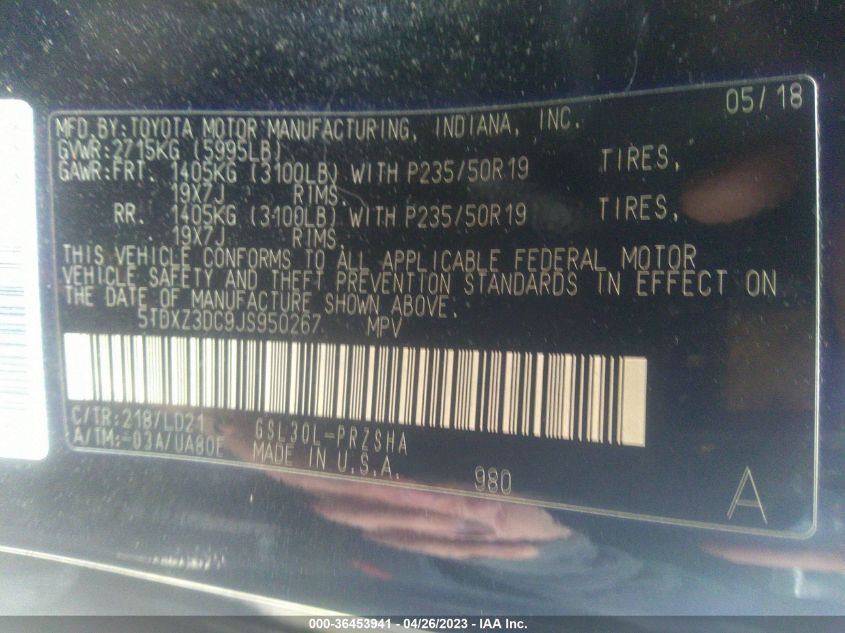 05/18
MFD.BY:TOYOTA MOTOR MANUFACTURING, INDIANA, INC.
GVWR:2715KG (5995LB)
GAWR:FRT. 1405KG (3100LB) WITH P235/50R19 TIRES,
19X7J RIMS.
RR. 1405KG (3100LB) WITH P235/50R19 TIRES,
19X7J RIMS.
THIS VEHICLE CONFORMS TO ALL APPLICABLE FEDERAL MOTOR
VEHICLE SAFETY AND THEFT PREVENTION STANDARDS IN EFFECT ON
THE DATE OF MANUFACTURE SHOWN ABOVE.
5TDXZ3DC9JS950267 MPV
C/TR:218/LD21 GSL30L-PRZSHA
A/TM:-03A/UA80E MADE IN U.S.A.
980
A
000-36453941 - 04/26/2023 - IAA Inc.